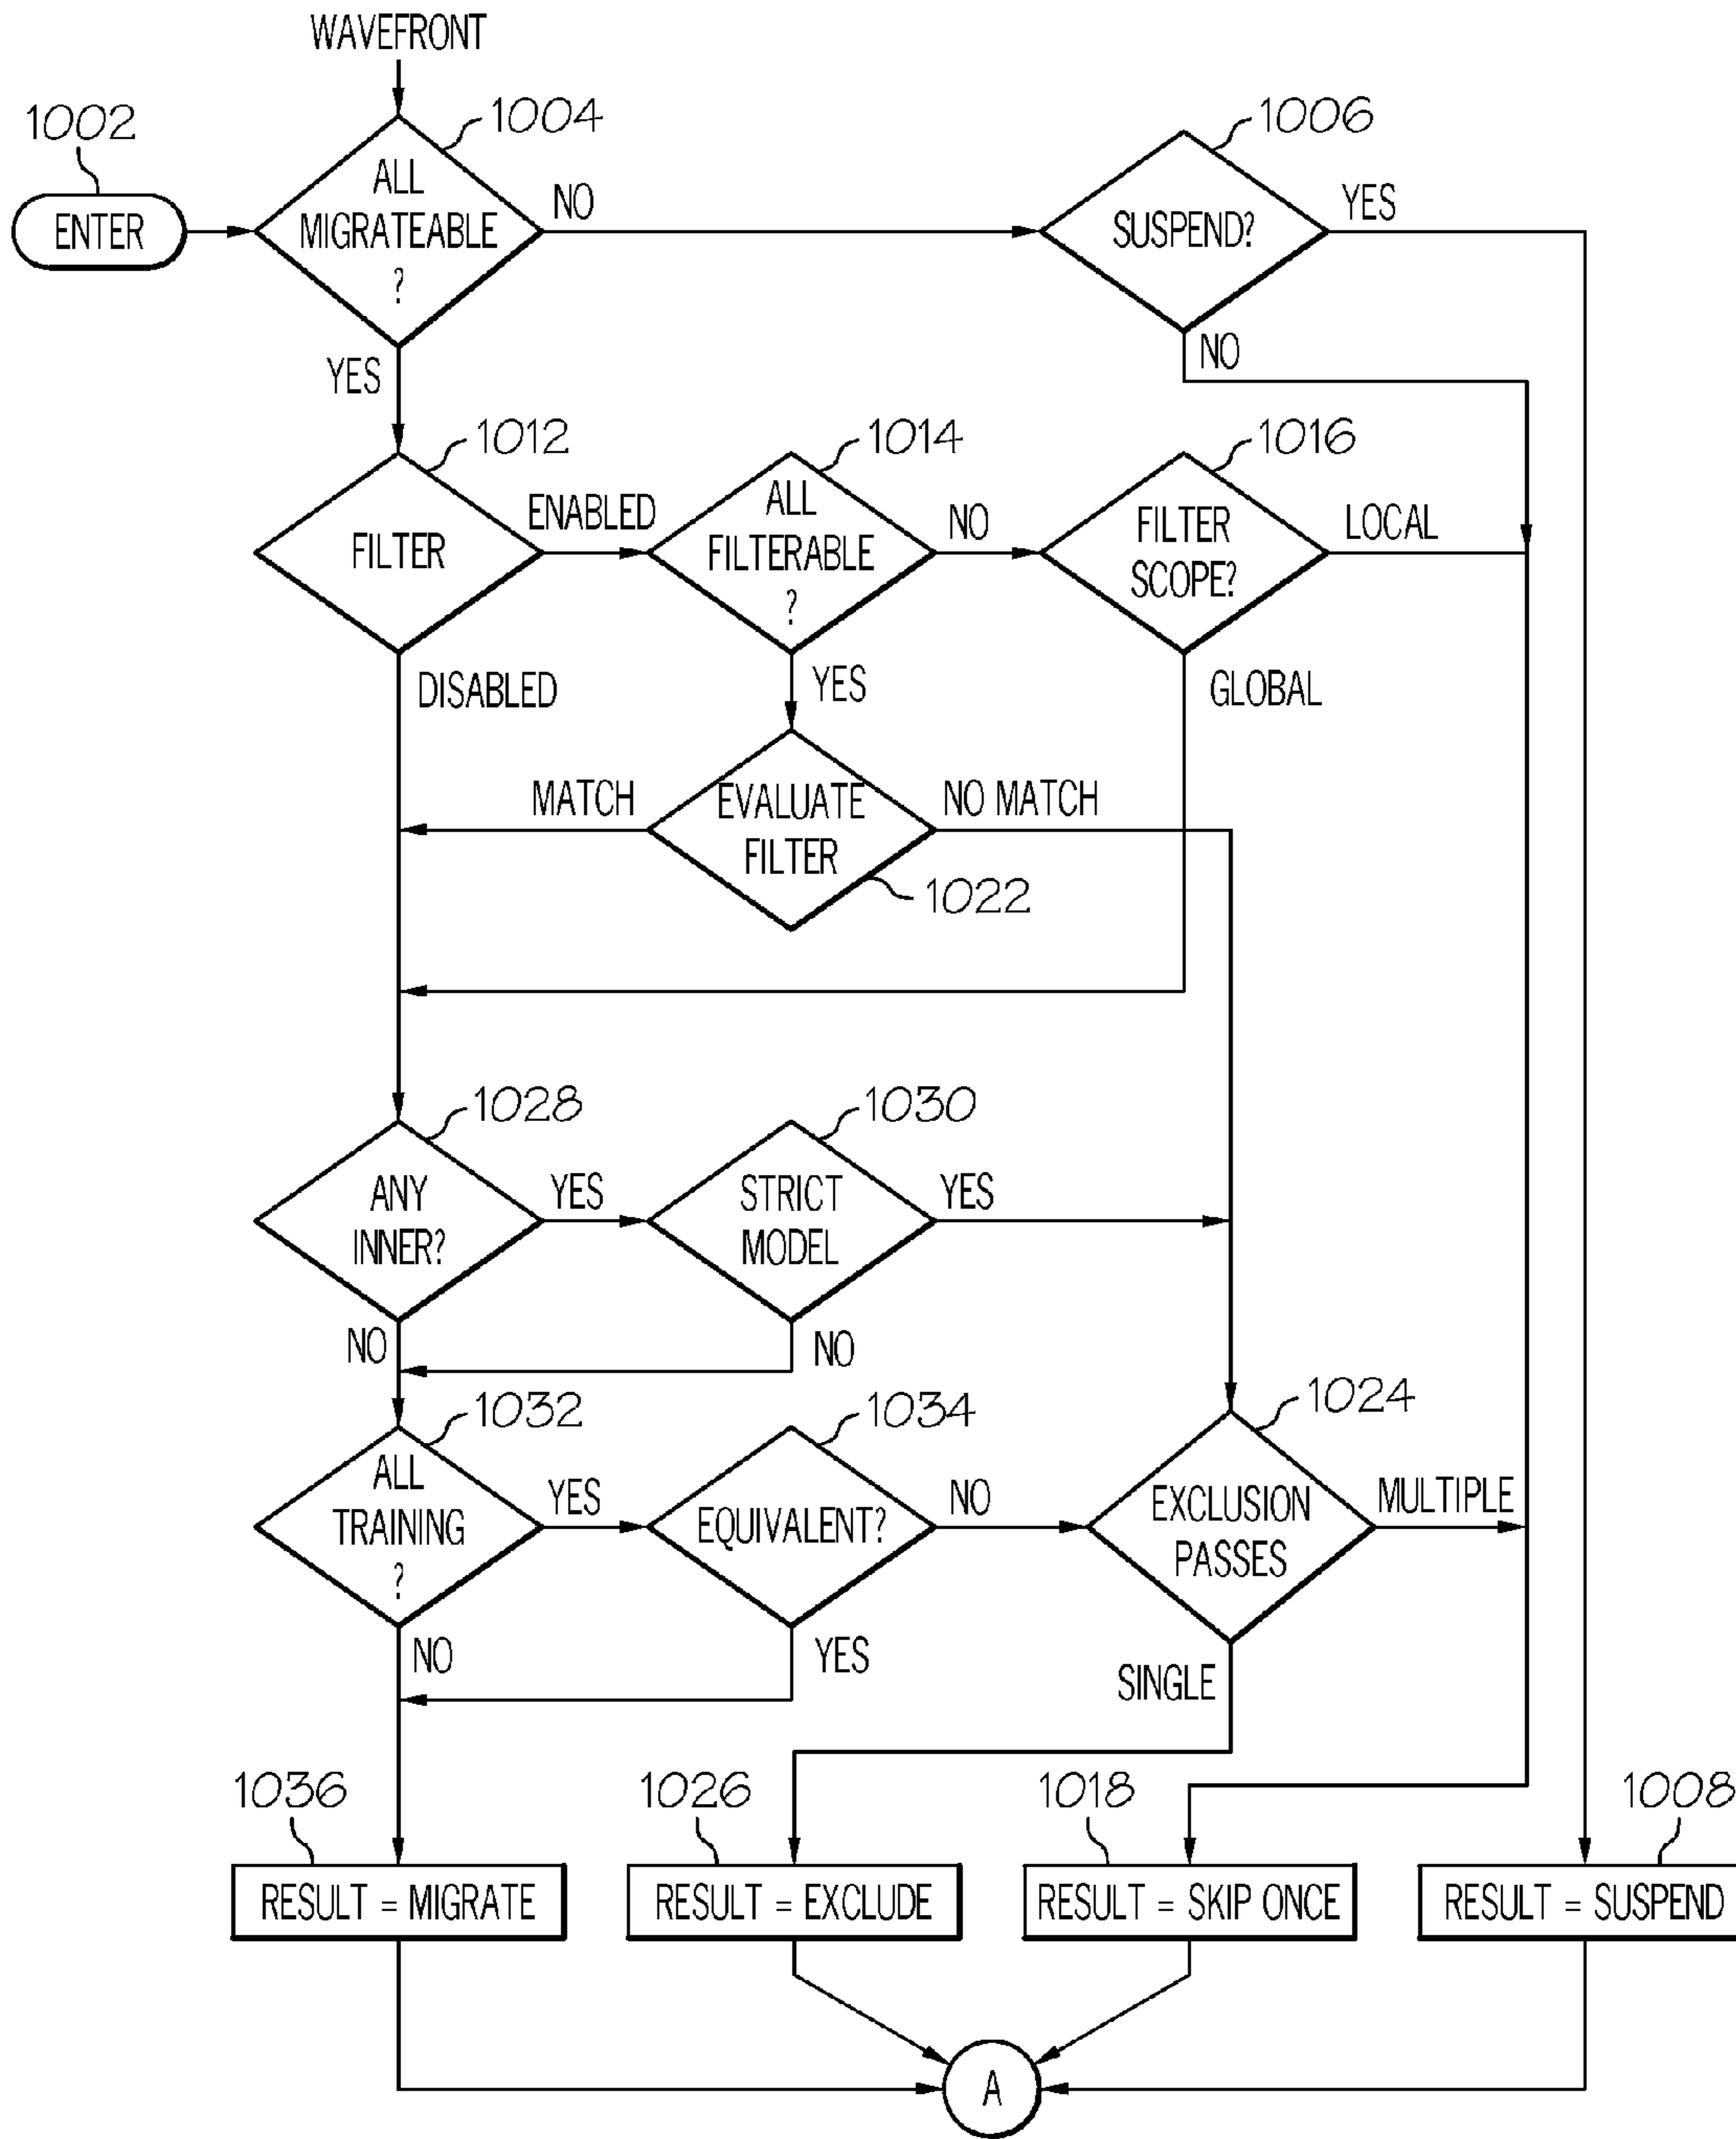 WAVEFRONT
1002
1004
1006
ENTER
ALL
MIGRATEABLE
?
NO
SUSPEND?
YES
YES
NO
1012
1014
1016
FILTER
ENABLED
ALL
FILTERABLE
?
NO
FILTER
SCOPE?
LOCAL
DISABLED
YES
GLOBAL
MATCH
EVALUATE
FILTER
NO MATCH
1022
1028
1030
ANY
INNER?
YES
STRICT
MODEL
YES
NO
NO
1032
1034
1024
ALL
TRAINING
?
YES
EQUIVALENT?
NO
EXCLUSION
PASSES
MULTIPLE
NO
YES
SINGLE
1036
1026
1018
1008
RESULT = MIGRATE
RESULT = EXCLUDE
RESULT = SKIP ONCE
RESULT = SUSPEND
A